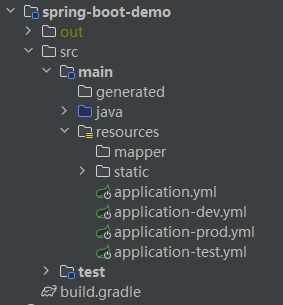 spring-boot-demo
out
src
main
generated
java
resources
mapper
static
application.yml
application-dev.yml
application-prod.yml
application-test.yml
test
build.gradle